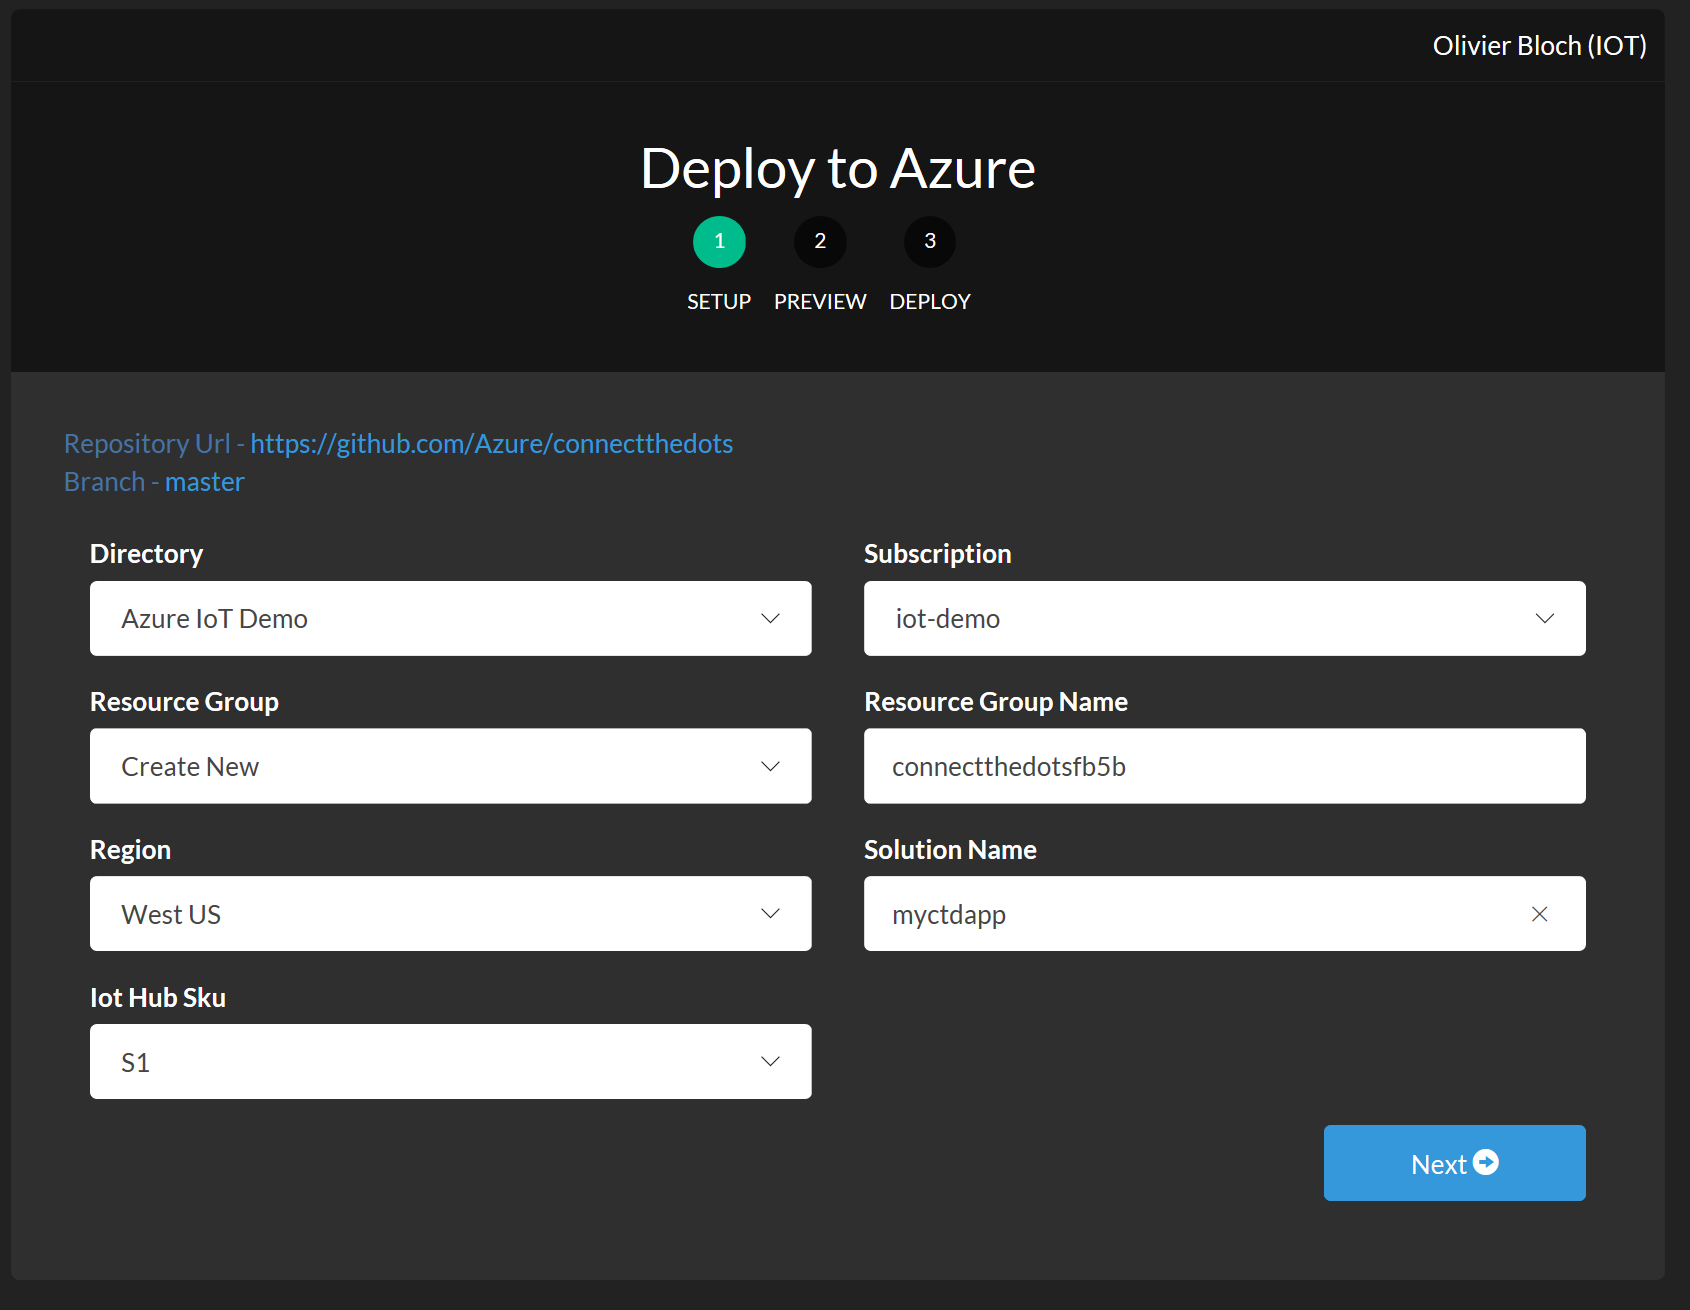 Olivier Bloch (IOT)
Deploy to Azure
1 2 3
SETUP PREVIEW DEPLOY
Repository Url - https://github.com/Azure/connectthedots
Branch - master
Directory
Azure IoT Demo
Subscription
iot-demo
Resource Group
Create New
Resource Group Name
connectthedotsfb5b
Region
West US
Solution Name
myctdapp
Iot Hub Sku
S1
Next